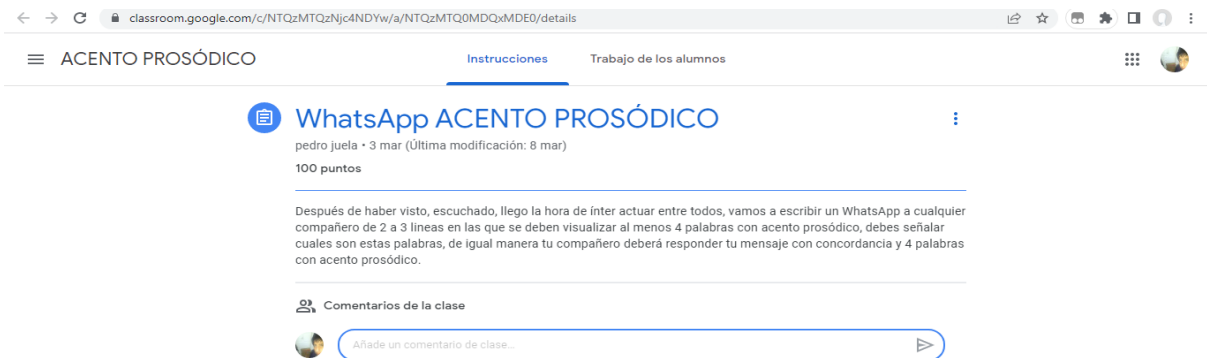 classroom.google.com/c/NTQzMTQzNjc4NDYw/a/NTQzMTQ0MDQxMDE0/details
ACENTO PROSÓDICO
Instrucciones
Trabajo de los alumnos
WhatsApp ACENTO PROSÓDICO
pedro juela • 3 mar (Última modificación: 8 mar)
100 puntos
Después de haber visto, escuchado, llego la hora de ínter actuar entre todos, vamos a escribir un WhatsApp a cualquier
compañero de 2 a 3 lineas en las que se deben visualizar al menos 4 palabras con acento prosódico, debes señalar
cuales son estas palabras, de igual manera tu compañero deberá responder tu mensaje con concordancia y 4 palabras
con acento prosódico.
Comentarios de la clase
Añade un comentario de clase...